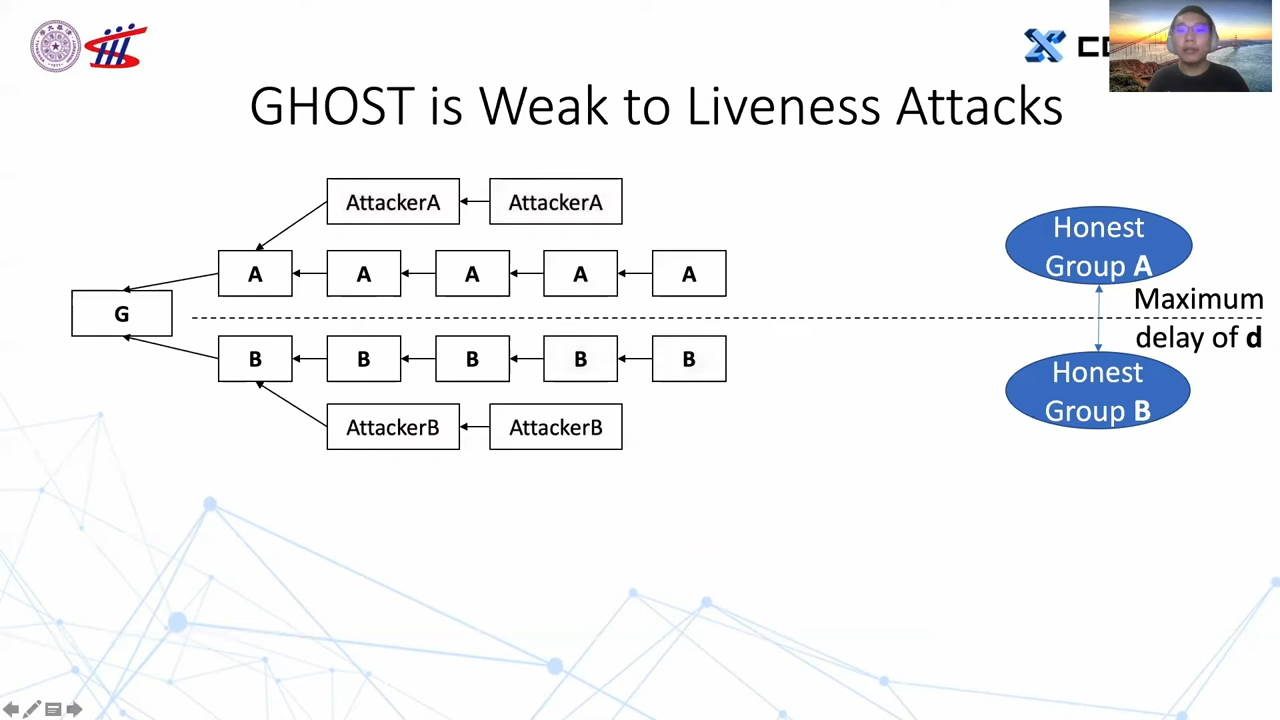 GHOST is Weak to Liveness Attacks
AttackerA
AttackerA
A
A
A
A
A
G
B
B
B
B
B
AttackerB
AttackerB
Honest
Group A
Maximum
delay of d
Honest
Group B